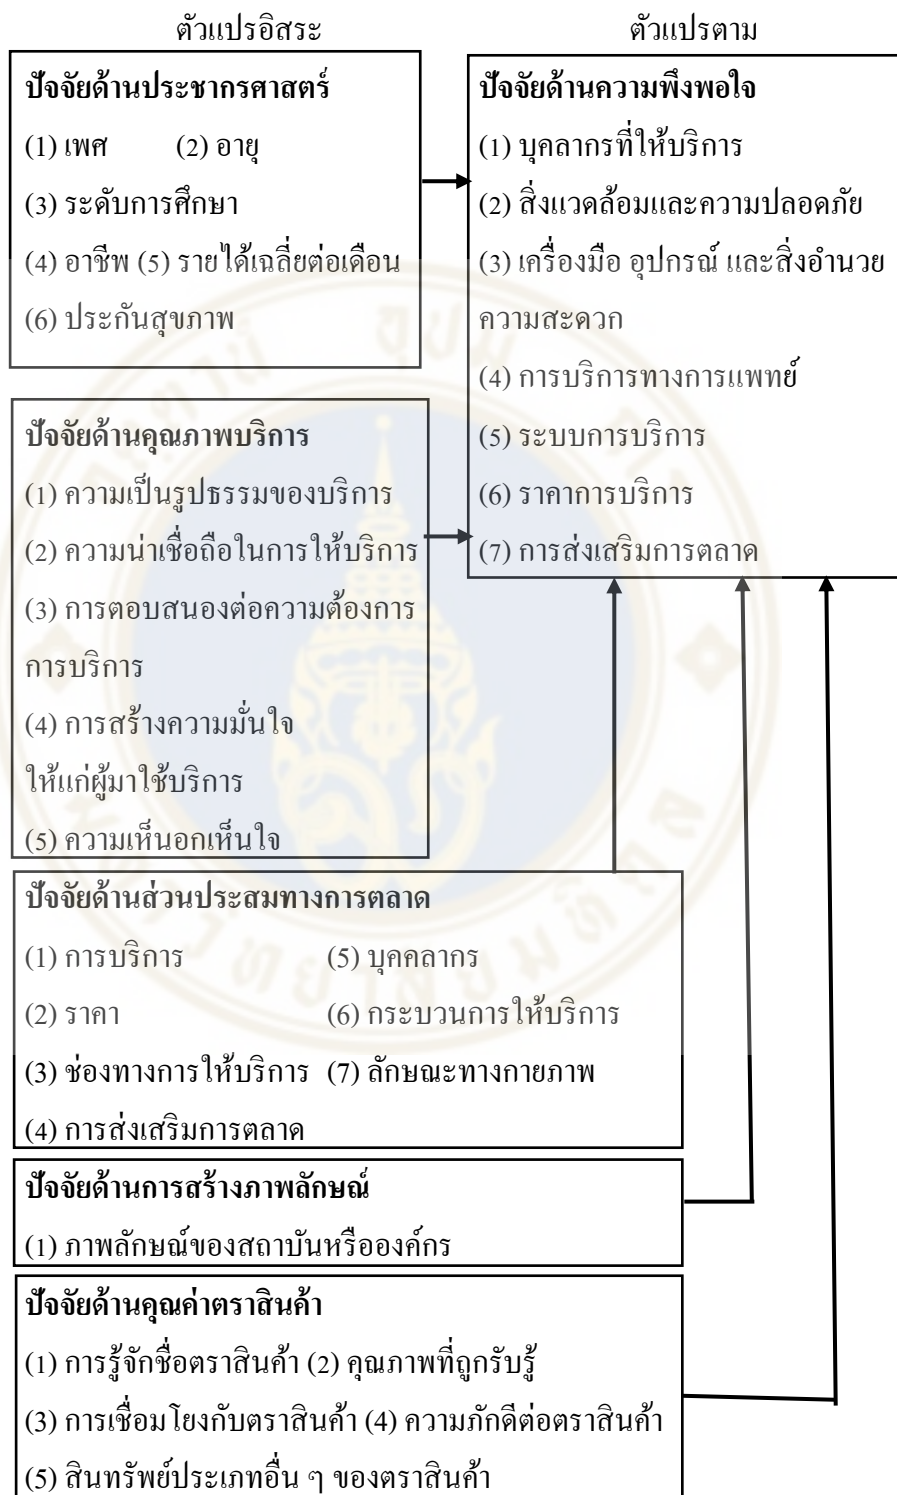 ตัวแปรอิสระ
ตัวแปรตาม
ปัจจัยด้านประชากรศาสตร์
(1) เพศ (2) อายุ
(3) ระดับการศึกษา
(4) อาชีพ (5) รายได้เฉลี่ยต่อเดือน
(6) ประกันสุขภาพ
ปัจจัยด้านความพึงพอใจ
(1) บุคลากรที่ให้บริการ
(2) สิ่งแวดล้อมและความปลอดภัย
(3) เครื่องมือ อุปกรณ์ และสิ่งอำนวย
ความสะดวก
(4) การบริการทางการแพทย์
(5) ระบบการบริการ
(6) ราคาการบริการ
(7) การส่งเสริมการตลาด
ปัจจัยด้านคุณภาพบริการ
(1) ความเป็นรูปธรรมของบริการ
(2) ความน่าเชื่อถือในการให้บริการ
(3) การตอบสนองต่อความต้องการ
การบริการ
(4) การสร้างความมั่นใจ
ให้แก่ผู้มาใช้บริการ
(5) ความเห็นอกเห็นใจ
ปัจจัยด้านส่วนประสมทางการตลาด
(1) การบริการ (5) บุคคลากร
(2) ราคา (6) กระบวนการให้บริการ
(3) ช่องทางการให้บริการ (7) ลักษณะทางกายภาพ
(4) การส่งเสริมการตลาด
ปัจจัยด้านการสร้างภาพลักษณ์
(1) ภาพลักษณ์ของสถาบันหรือองค์กร
ปัจจัยด้านคุณค่าตราสินค้า
(1) การรู้จักชื่อตราสินค้า (2) คุณภาพที่ถูกรับรู้
(3) การเชื่อมโยงกับตราสินค้า (4) ความภักดีต่อตราสินค้า
(5) สินทรัพย์ประเภทอื่น ๆ ของตราสินค้า